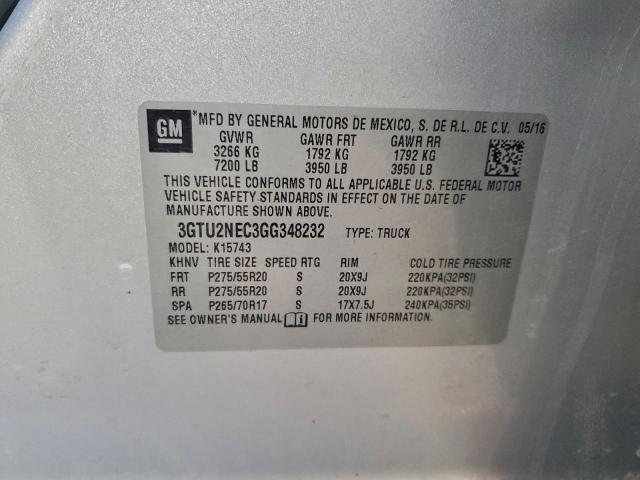 GM *MFD BY GENERAL MOTORS DE MEXICO, S. DE R.L. DE C.V. 05/16
GVWR GAWR FRT GAWR RR
3266 KG 1792 KG 1792 KG
7200 LB 3950 LB 3950 LB
THIS VEHICLE CONFORMS TO ALL APPLICABLE U.S. FEDERAL MOTOR
VEHICLE SAFETY STANDARDS IN EFFECT ON THE DATE OF
MANUFACTURE SHOWN ABOVE.
3GTU2NEC3GG348232 TYPE: TRUCK
MODEL: K15743
KHNV TIRE SIZE SPEED RTG RIM COLD TIRE PRESSURE
FRT P275/55R20 S 20X9J 220KPA(32PSI)
RR P275/55R20 S 20X9J 220KPA(32PSI)
SPA P265/70R17 S 17X7.5J 240KPA(35PSI)
SEE OWNER'S MANUAL FOR MORE INFORMATION.